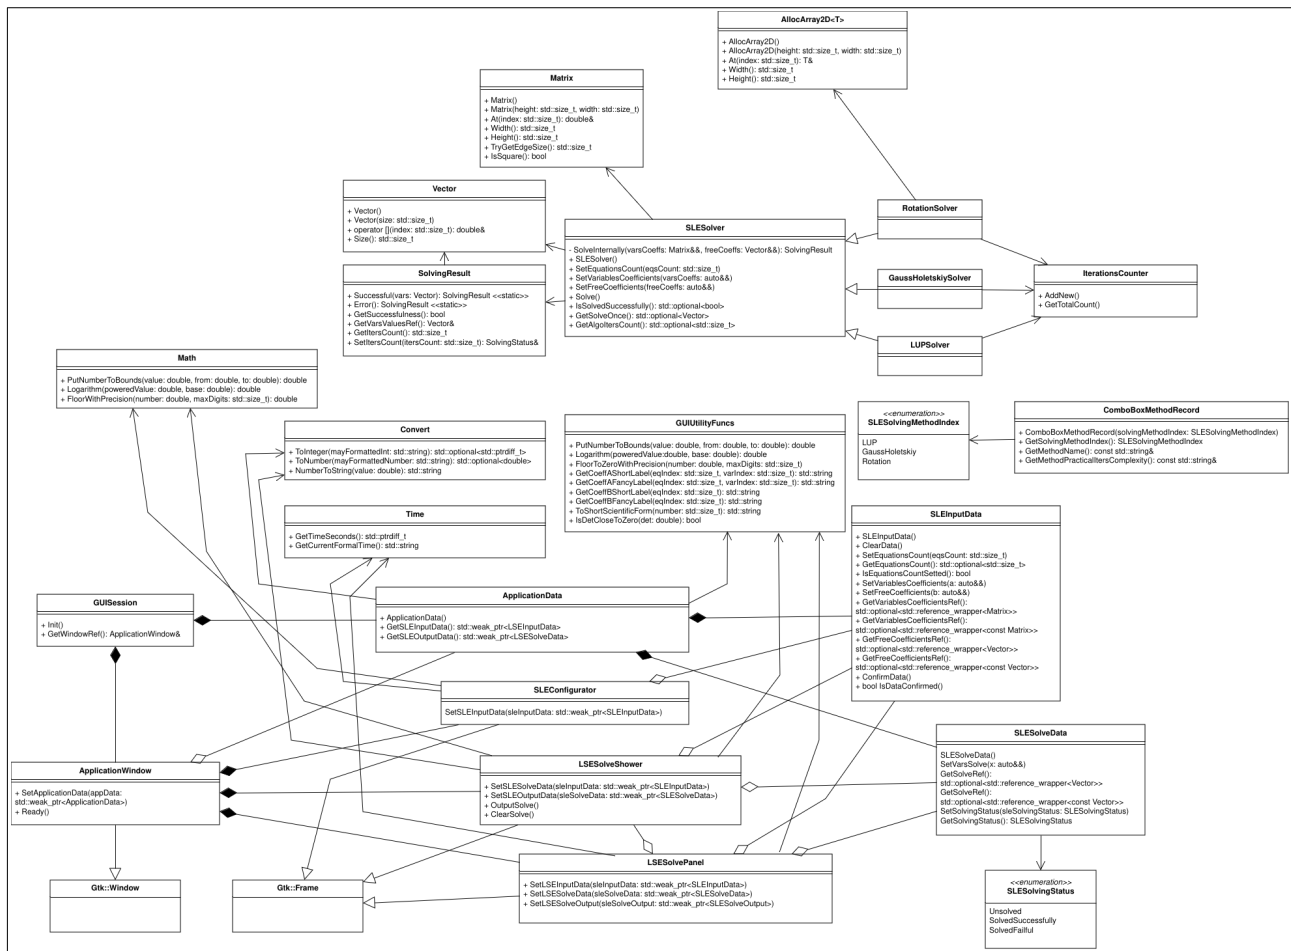 AllocArray2D<T>
+ AllocArray2D()
+ AllocArray2D(height: std::size_t, width: std::size_t)
+ At(index: std::size_t): T&
+ Width(): std::size_t
+ Height(): std::size_t
Matrix
+ Matrix()
+ Matrix(height: std::size_t, width: std::size_t)
+ At(index: std::size_t): double&
+ Width(): std::size_t
+ Height(): std::size_t
+ TryGetEdgeSize(): std::size_t
+ IsSquare(): bool
Vector
+ Vector()
+ Vector(size: std::size_t)
+ operator [](index: std::size_t): double&
+ Size(): std::size_t
SLESolver
- SolveInternally(varsCoeffs: Matrix&&, freeCoeffs: Vector&&): SolvingResult
+ SLESolver()
+ SetEquationsCount(eqsCount: std::size_t)
+ SetVariablesCoefficients(varsCoeffs: auto&&)
+ SetFreeCoefficients(freeCoeffs: auto&&)
+ Solve()
+ IsSolvedSuccessfully(): std::optional<bool>
+ GetSolveOnce(): std::optional<Vector>
+ GetAlgoItersCount(): std::optional<std::size_t>
RotationSolver
GaussHoletskiySolver
LUPSolver
IterationsCounter
+ AddNew()
+ GetTotalCount()
SolvingResult
+ Successful(vars: Vector): SolvingResult <<static>>
+ Error(): SolvingResult <<static>>
+ GetSuccessfulness(): bool
+ GetVarsValuesRef(): Vector&
+ GetItersCount(): std::size_t
+ SetItersCount(itersCount: std::size_t): SolvingStatus&
Math
+ PutNumberToBounds(value: double, from: double, to: double): double
+ Logarithm(poweredValue: double, base: double): double
+ FloorWithPrecision(number: double, maxDigits: std::size_t): double
Convert
+ ToInteger(mayFormattedInt: std::string): std::optional<std::ptrdiff_t>
+ ToNumber(mayFormattedNumber: std::string): std::optional<double>
+ NumberToString(value: double): std::string
GUIUtilityFuncs
+ PutNumberToBounds(value: double, from: double, to: double): double
+ Logarithm(poweredValue:double, base: double): double
+ FloorToZeroWithPrecision(number: double, maxDigits: std::size_t)
+ GetCoeffAShortLabel(eqIndex: std::size_t, varIndex: std::size_t): std::string
+ GetCoeffAFancyLabel(eqIndex: std::size_t, varIndex: std::size_t): std::string
+ GetCoeffBShortLabel(eqIndex: std::size_t): std::string
+ GetCoeffBFancyLabel(eqIndex: std::size_t): std::string
+ ToShortScientificForm(number: std::size_t): std::string
+ IsDetCloseToZero(det: double): bool
<<enumeration>>
SLESolvingMethodIndex
LUP
GaussHoletskiy
Rotation
ComboBoxMethodRecord
+ ComboBoxMethodRecord(solvingMethodIndex: SLESolvingMethodIndex)
+ GetSolvingMethodIndex(): SLESolvingMethodIndex
+ GetMethodName(): const std::string&
+ GetMethodPracticalItersComplexity(): const std::string&
Time
+ GetTimeSeconds(): std::ptrdiff_t
+ GetCurrentFormalTime(): std::string
SLEInputData
+ SLEInputData()
+ ClearData()
+ SetEquationsCount(eqsCount: std::size_t)
+ GetEquationsCount(): std::optional<std::size_t>
+ IsEquationsCountSetted(): bool
+ SetVariablesCoefficients(a: auto&&)
+ SetFreeCoefficients(b: auto&&)
+ GetVariablesCoefficientsRef():
std::optional<std::reference_wrapper<Matrix>>
+ GetVariablesCoefficientsRef():
std::optional<std::reference_wrapper<const Matrix>>
+ GetFreeCoefficientsRef():
std::optional<std::reference_wrapper<Vector>>
+ GetFreeCoefficientsRef():
std::optional<std::reference_wrapper<const Vector>>
+ ConfirmData()
+ bool IsDataConfirmed()
GUISession
+ Init()
+ GetWindowRef(): ApplicationWindow&
ApplicationData
+ ApplicationData()
+ GetSLEInputData(): std::weak_ptr<LSEInputData>
+ GetSLEOutputData(): std::weak_ptr<LSESolveData>
SLEConfigurator
SetSLEInputData(sleInputData: std::weak_ptr<SLEInputData>)
SLESolveData
SLESolveData()
SetVarsSolve(x: auto&&)
GetSolveRef():
std::optional<std::reference_wrapper<Vector>>
GetSolveRef():
std::optional<std::reference_wrapper<const Vector>>
SetSolvingStatus(sleSolvingStatus: SLESolvingStatus)
GetSolvingStatus(): SLESolvingStatus
ApplicationWindow
+ SetApplicationData(appData:
std::weak_ptr<ApplicationData>)
+ Ready()
LSESolveShower
+ SetSLESolveData(sleInputData: std::weak_ptr<SLEInputData>)
+ SetSLEOutputData(sleSolveData: std::weak_ptr<SLESolveData>)
+ OutputSolve()
+ ClearSolve()
LSESolvePanel
+ SetLSEInputData(sleInputData: std::weak_ptr<SLEInputData>)
+ SetLSESolveData(sleSolveData: std::weak_ptr<SLESolveData>)
+ SetLSESolveOutput(sleSolveOutput: std::weak_ptr<SLESolveOutput>)
Gtk::Window
Gtk::Frame
<<enumeration>>
SLESolvingStatus
Unsolved
SolvedSuccessfully
SolvedFailful